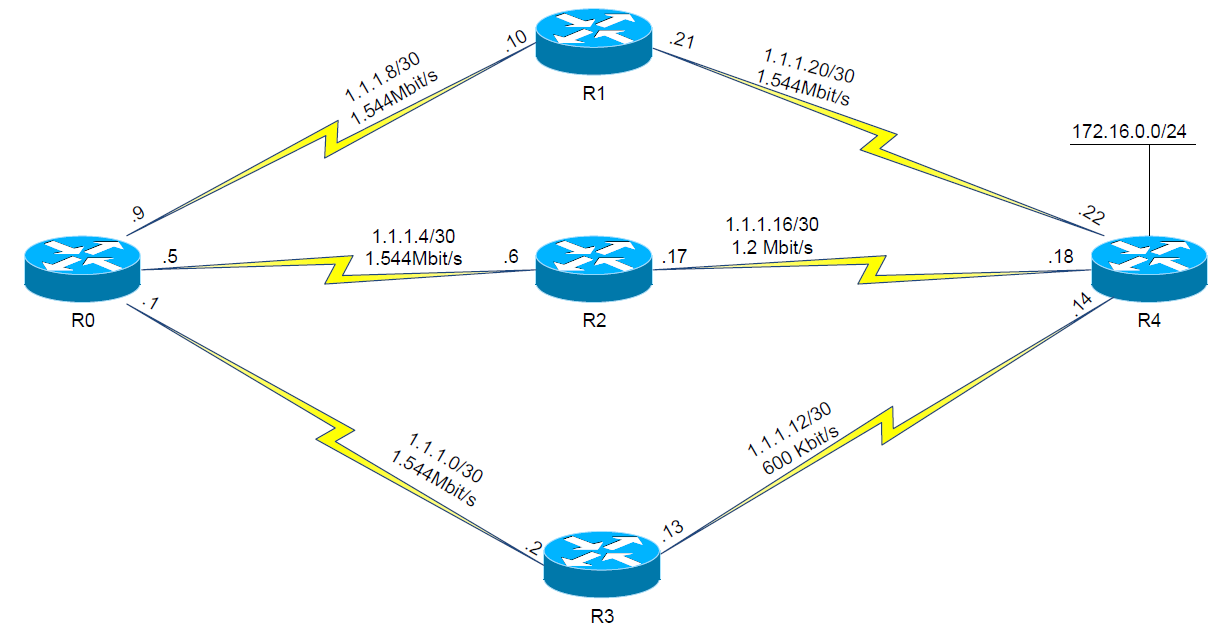 .10
.21
R1
1.1.1.8/30
1.544Mbit/s
1.1.1.20/30
1.544Mbit/s
172.16.0.0/24
.9
.22
.5
1.1.1.4/30
1.544Mbit/s
.6
.17
1.1.1.16/30
1.2 Mbit/s
.18
.1
.14
R0
R2
R4
1.1.1.0/30
1.544Mbit/s
1.1.1.12/30
600 Kbit/s
.2
.13
R3